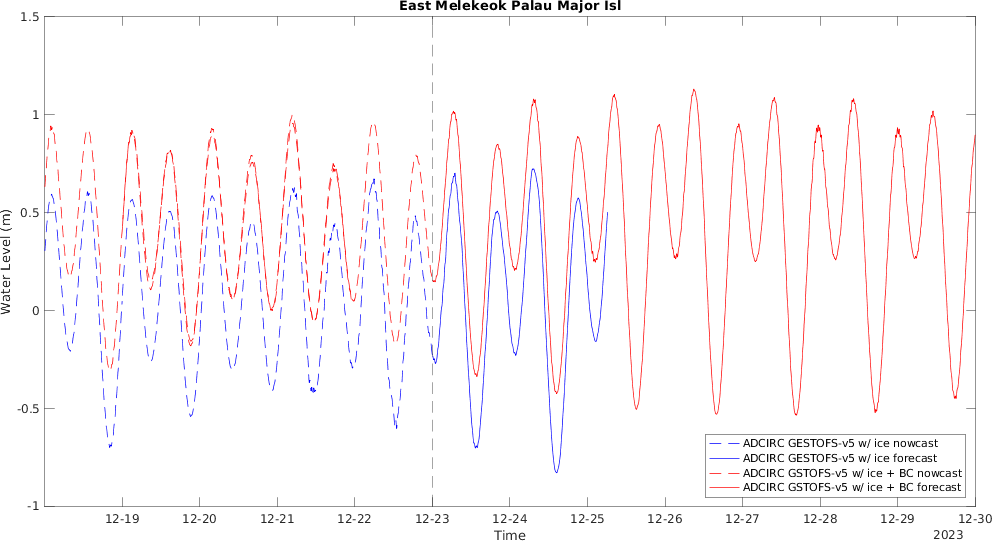 East Melekeok Palau Major Isl
1.5
1
0.5
0
-0.5
-1
Water Level (m)
12-19
12-20
12-21
12-22
12-23
12-24
12-25
12-26
12-27
12-28
12-29
12-30
Time
2023
ADCIRC GESTOFS-v5 w/ ice nowcast
ADCIRC GESTOFS-v5 w/ ice forecast
ADCIRC GSTOFS-v5 w/ ice + BC nowcast
ADCIRC GSTOFS-v5 w/ ice + BC forecast